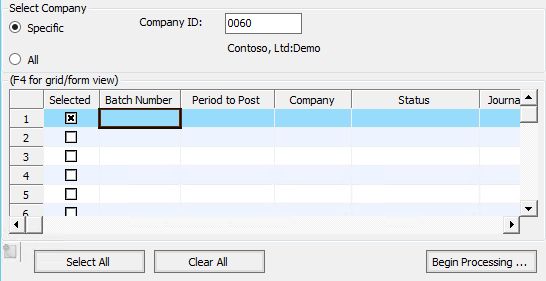 Select Company
Specific
Company ID: 0060
Contoso, Ltd:Demo
All
(F4 for grid/form view)
Selected Batch Number Period to Post Company Status Journa
1
2
3
4
5
6
Select All Clear All Begin Processing ...